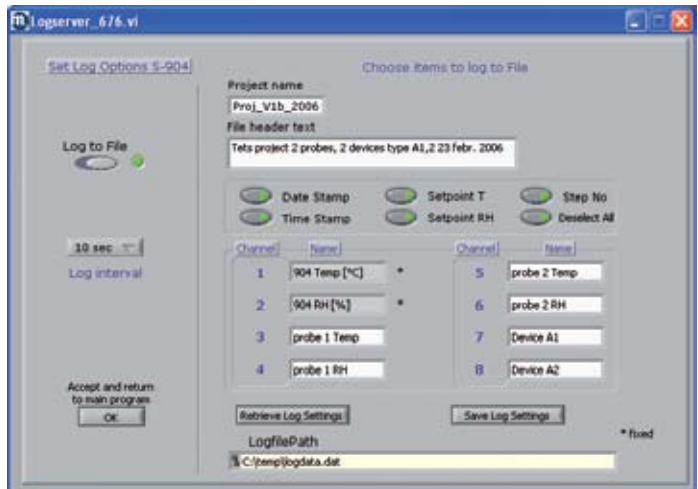 Logserver_676.vi
Set Log Options S-904
Choose items to log to File
Project name
Proj_V1b_2006
File header text
Tets project 2 probes, 2 devices type A1,2 23 febr. 2006
Log to File
Date Stamp
Setpoint T
Step No
Time Stamp
Setpoint RH
Deselect All
10 sec
Log interval
Channel Name Channel Name
1 904 Temp [°C] * 5 probe 2 Temp
2 904 RH [%] * 6 probe 2 RH
3 probe 1 Temp 7 Device A1
4 probe 1 RH 8 Device A2
Accept and return
to main program
OK
Retrieve Log Settings
Save Log Settings
* fixed
LogfilePath
C:\temp\logdata.dat